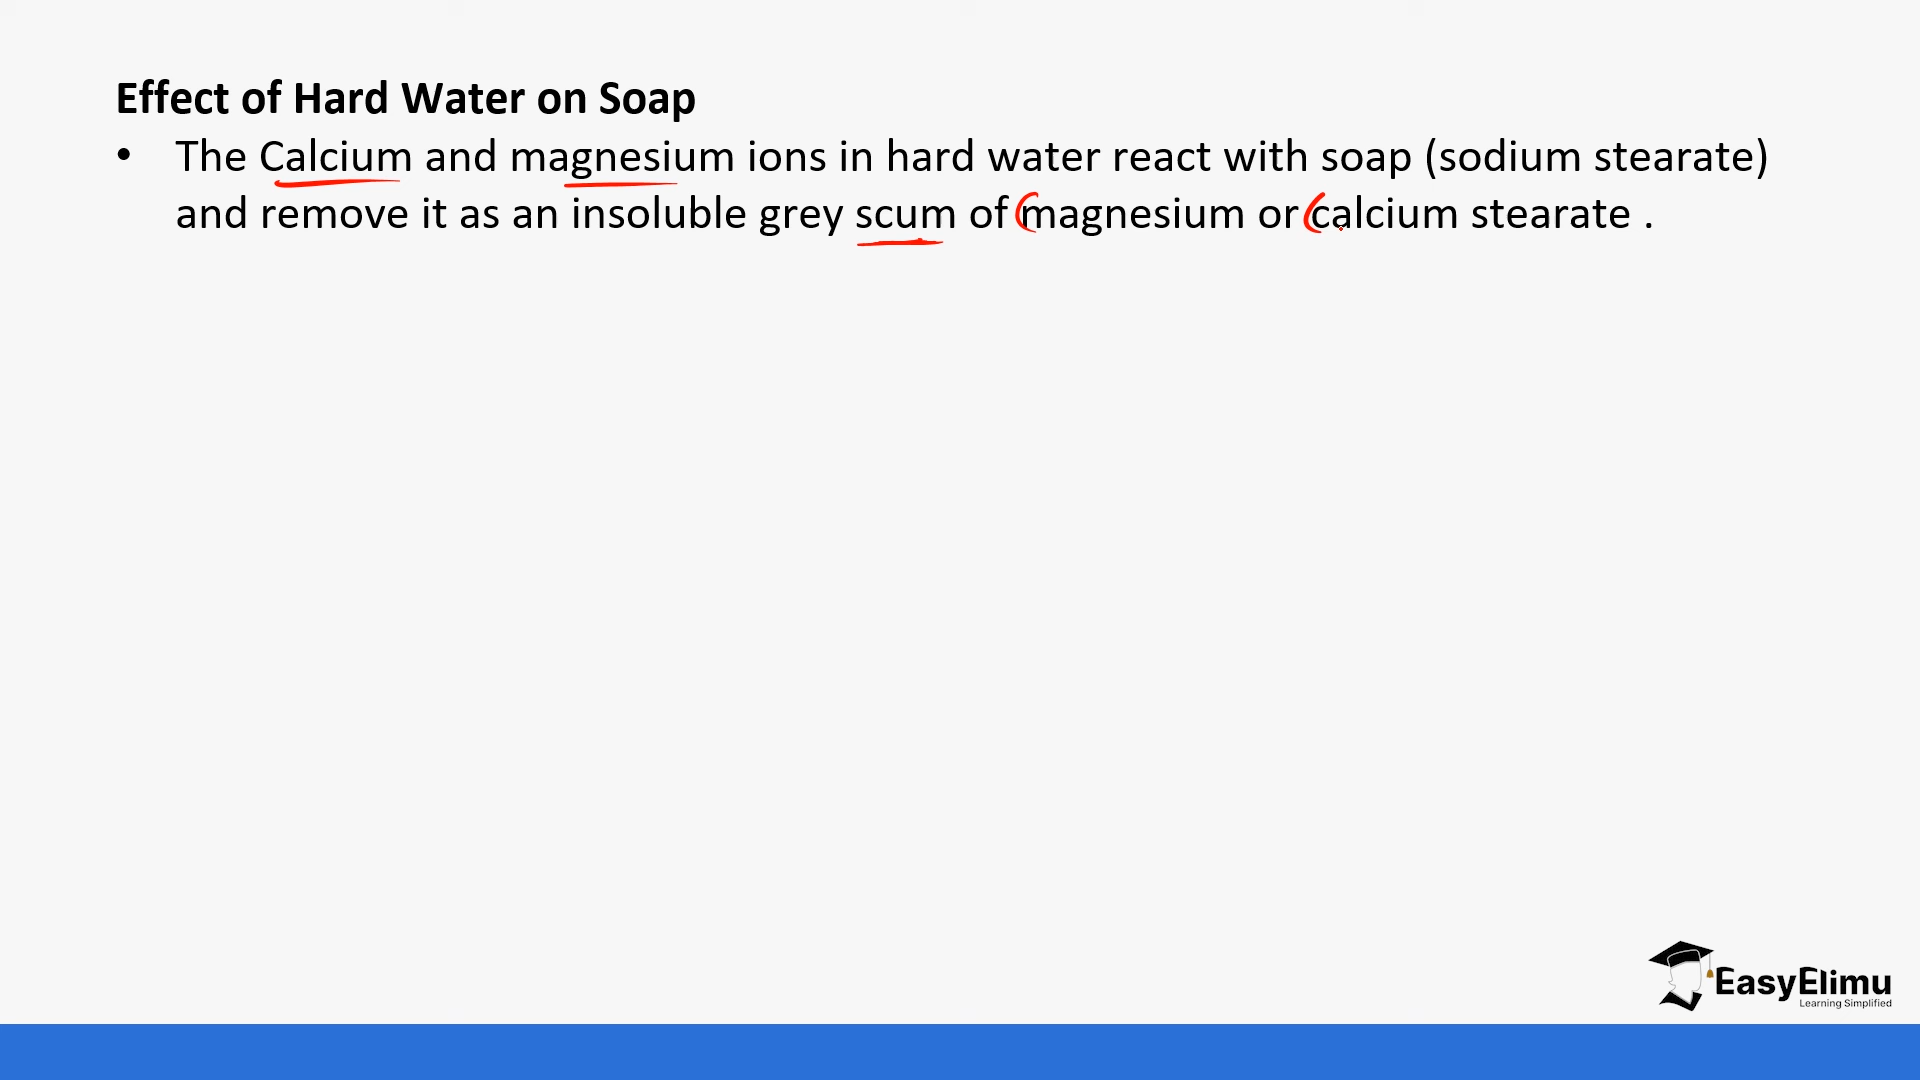 Effect of Hard Water on Soap
• The Calcium and magnesium ions in hard water react with soap (sodium stearate)
and remove it as an insoluble grey scum of magnesium or calcium stearate .
EasyElimu
Learning Simplified